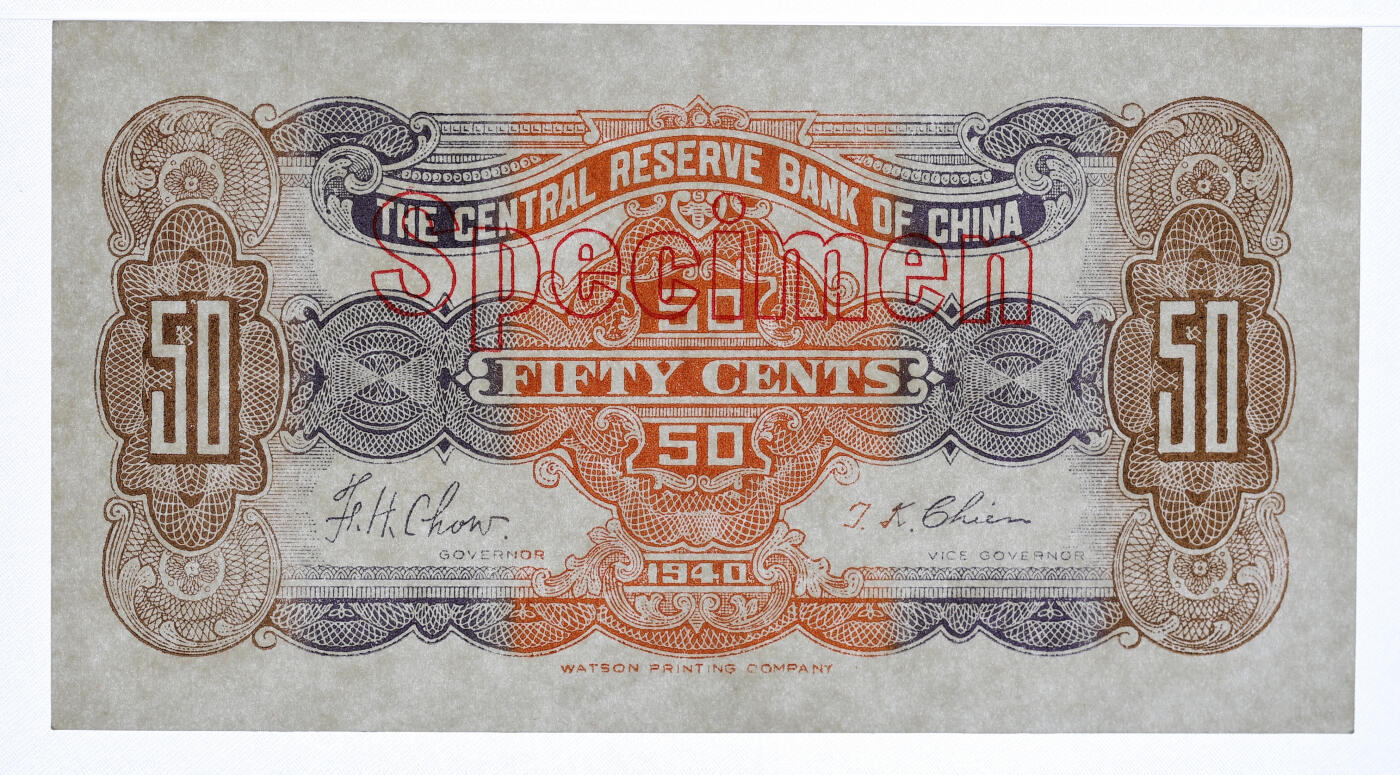 THE CENTRAL RESERVE BANK OF CHINA
Specimen
50
50
50
FIFTY CENTS
50
F. H. Chow.
T. K. Chien
GOVERNOR
VICE GOVERNOR
1940
WATSON PRINTING COMPANY